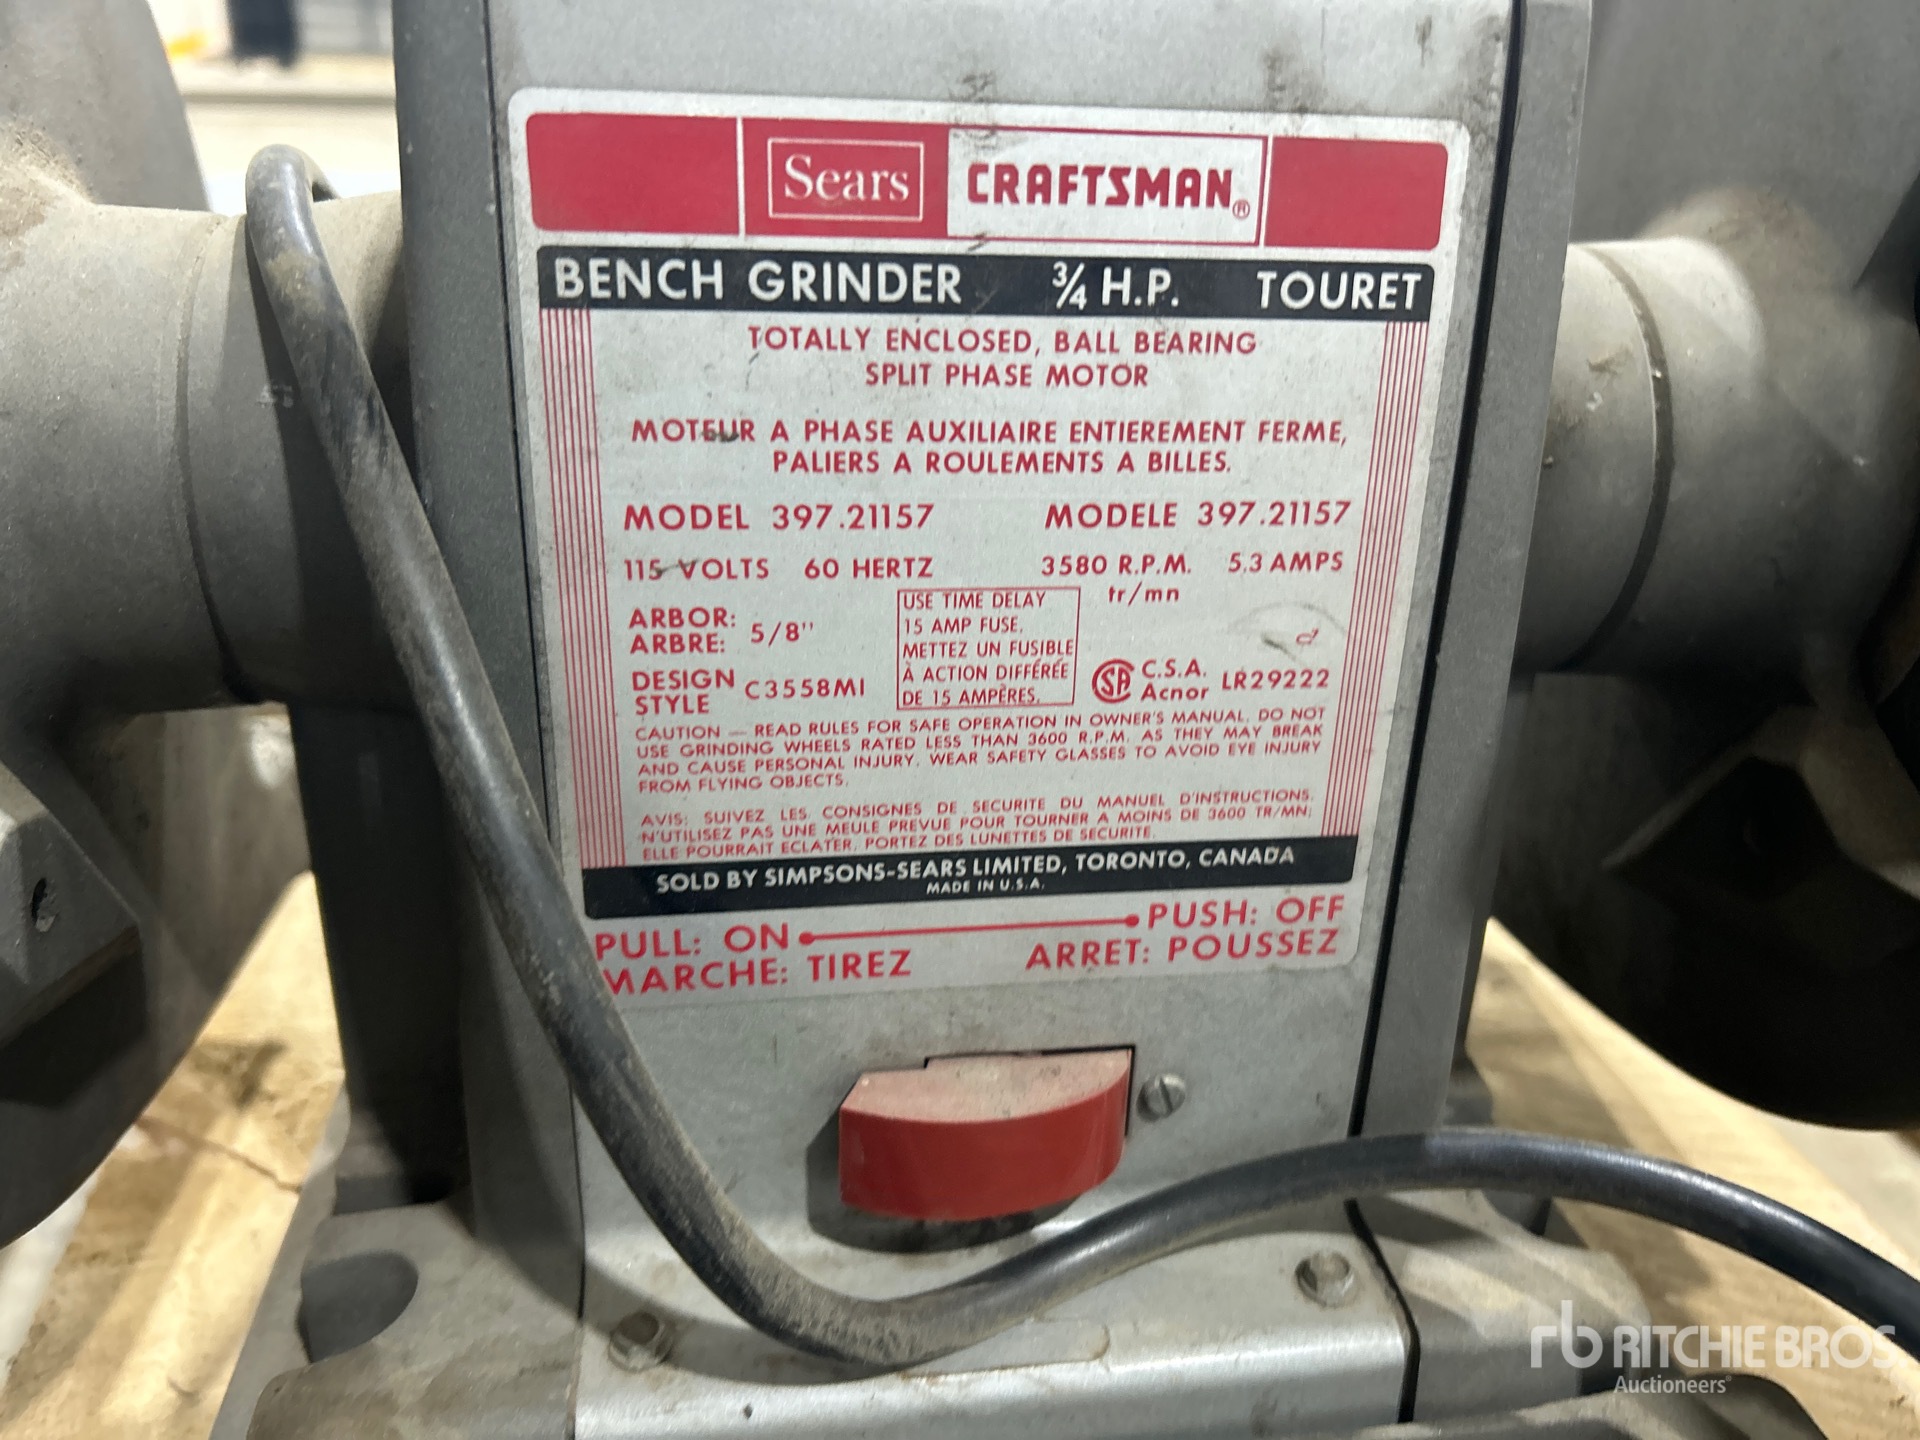 Sears CRAFTSMAN®
BENCH GRINDER 3/4 H.P. TOURET
TOTALLY ENCLOSED, BALL BEARING
SPLIT PHASE MOTOR
MOTEUR A PHASE AUXILIAIRE ENTIEREMENT FERME,
PALIERS A ROULEMENTS A BILLES.
MODEL 397.21157 MODELE 397.21157
115 VOLTS 60 HERTZ 3580 R.P.M. 5.3 AMPS
tr/mn
ARBOR:
ARBRE: 5/8"
USE TIME DELAY
15 AMP FUSE.
METTEZ UN FUSIBLE
À ACTION DIFFÉRÉE
DE 15 AMPÈRES.
DESIGN
STYLE C3558MI
C.S.A.
Acnor LR29222
CAUTION — READ RULES FOR SAFE OPERATION IN OWNER'S MANUAL. DO NOT
USE GRINDING WHEELS RATED LESS THAN 3600 R.P.M. AS THEY MAY BREAK
AND CAUSE PERSONAL INJURY. WEAR SAFETY GLASSES TO AVOID EYE INJURY
FROM FLYING OBJECTS.
AVIS: SUIVEZ LES CONSIGNES DE SECURITE DU MANUEL D'INSTRUCTIONS.
N'UTILISEZ PAS UNE MEULE PREVUE POUR TOURNER A MOINS DE 3600 TR/MN;
ELLE POURRAIT ECLATER. PORTEZ DES LUNETTES DE SECURITE.
SOLD BY SIMPSONS-SEARS LIMITED, TORONTO, CANADA
MADE IN U.S.A.
PULL: ON PUSH: OFF
MARCHE: TIREZ ARRET: POUSSEZ
rb RITCHIE BROS.
Auctioneers